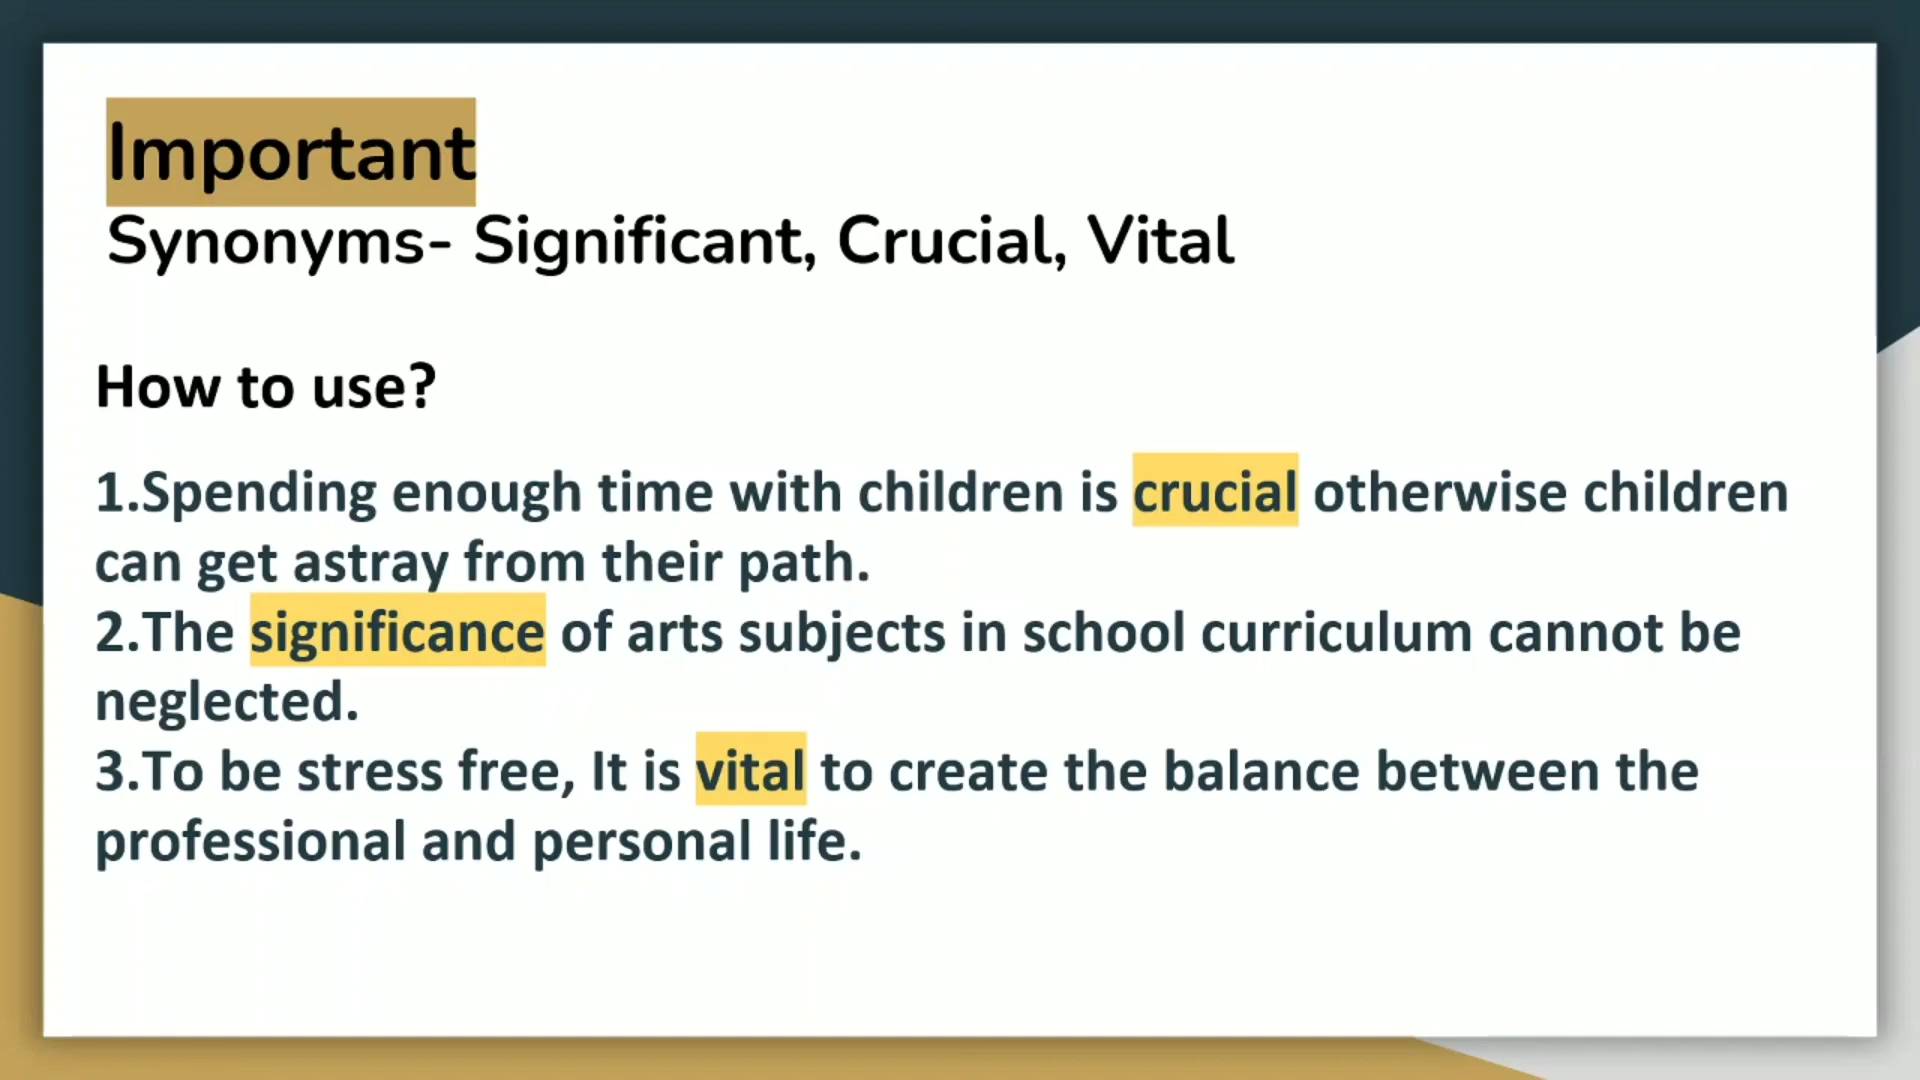 Important
Synonyms- Significant, Crucial, Vital
How to use?
1.Spending enough time with children is crucial otherwise children
can get astray from their path.
2.The significance of arts subjects in school curriculum cannot be
neglected.
3.To be stress free, It is vital to create the balance between the
professional and personal life.